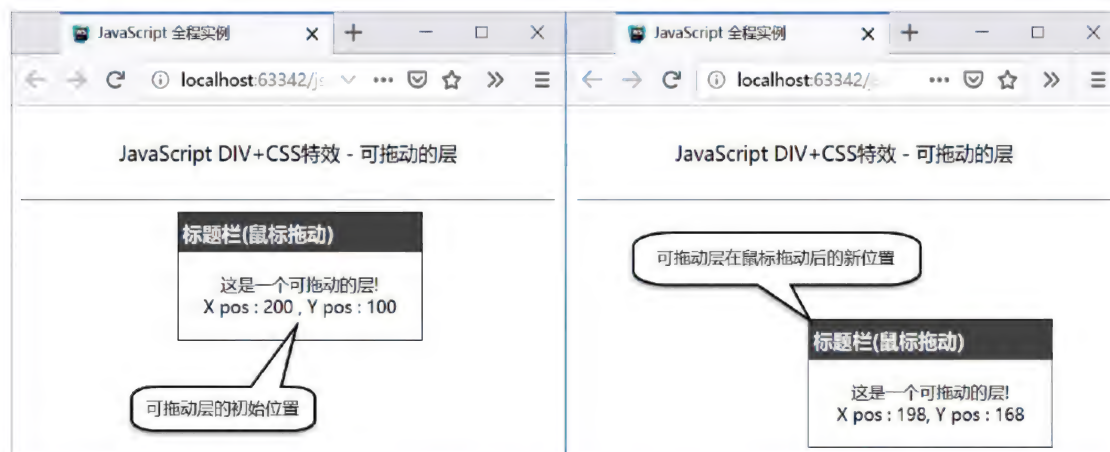 JavaScript 全程实例
localhost:63342/js
JavaScript DIV+CSS特效 - 可拖动的层
标题栏(鼠标拖动)
这是一个可拖动的层!
X pos : 200 , Y pos : 100
可拖动层的初始位置
JavaScript 全程实例
localhost:63342/
JavaScript DIV+CSS特效 - 可拖动的层
可拖动层在鼠标拖动后的新位置
标题栏(鼠标拖动)
这是一个可拖动的层!
X pos : 198, Y pos : 168